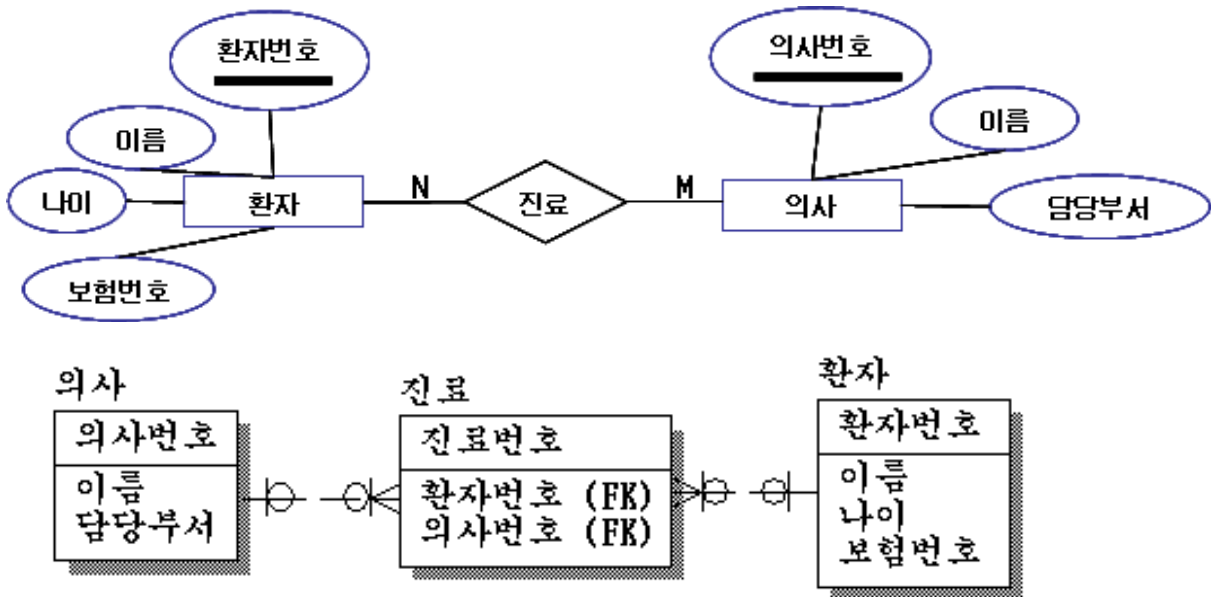 환자번호
의사번호
이름
이름
나이
환자
N
진료
M
의사
담당부서
보험번호
의사
의사번호
이름
담당부서
진료
진료번호
환자번호 (FK)
의사번호 (FK)
환자
환자번호
이름
나이
보험번호